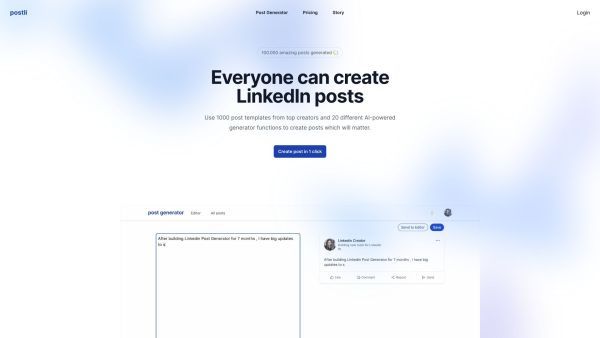 postli
Post Generator Pricing Story
Login
100.000 amazing posts generated
Everyone can create
LinkedIn posts
Use 1000 post templates from top creators and 20 different AI-powered
generator functions to create posts which will matter.
Create post in 1 click
post generator Editor All posts
Send to Editor Save
After building LinkedIn Post Generator for 7 months , I have big updates
to s
LinkedIn Creator
After building LinkedIn Post Generator for 7 months , I have big
updates to s
Like Comment Repost Send